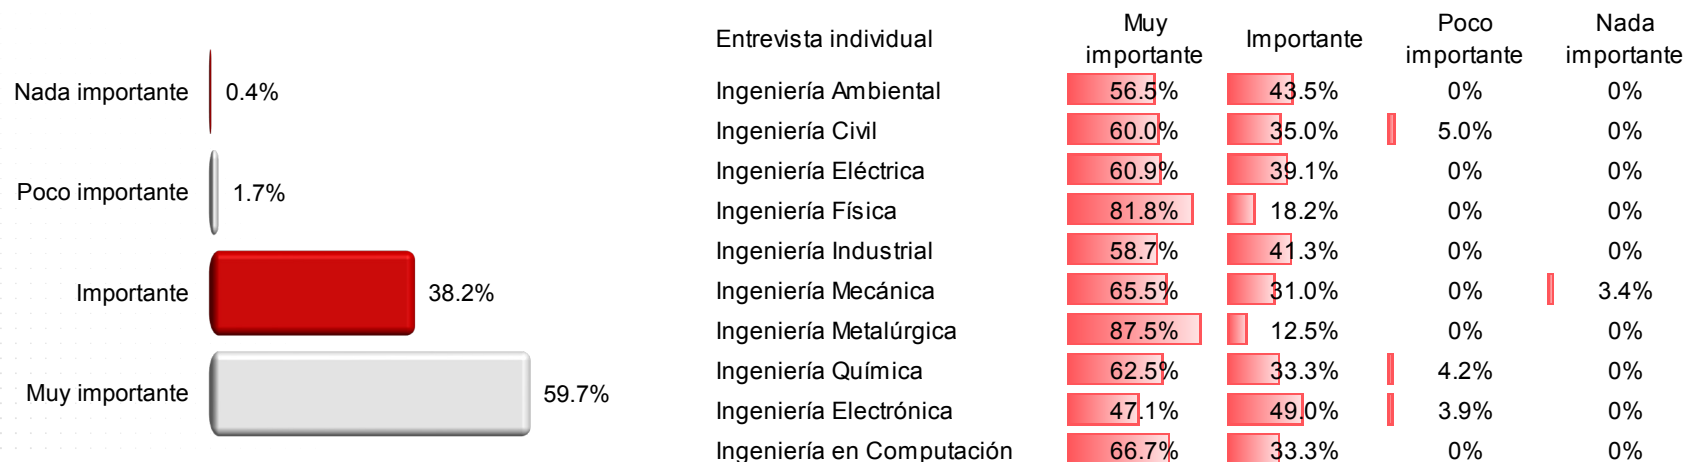 Nada importante 0.4%
Poco importante 1.7%
Importante 38.2%
Muy importante 59.7%
Entrevista individual Muy importante Importante Poco importante Nada importante
Ingeniería Ambiental 56.5% 43.5% 0% 0%
Ingeniería Civil 60.0% 35.0% 5.0% 0%
Ingeniería Eléctrica 60.9% 39.1% 0% 0%
Ingeniería Física 81.8% 18.2% 0% 0%
Ingeniería Industrial 58.7% 41.3% 0% 0%
Ingeniería Mecánica 65.5% 31.0% 0% 3.4%
Ingeniería Metalúrgica 87.5% 12.5% 0% 0%
Ingeniería Química 62.5% 33.3% 4.2% 0%
Ingeniería Electrónica 47.1% 49.0% 3.9% 0%
Ingeniería en Computación 66.7% 33.3% 0% 0%